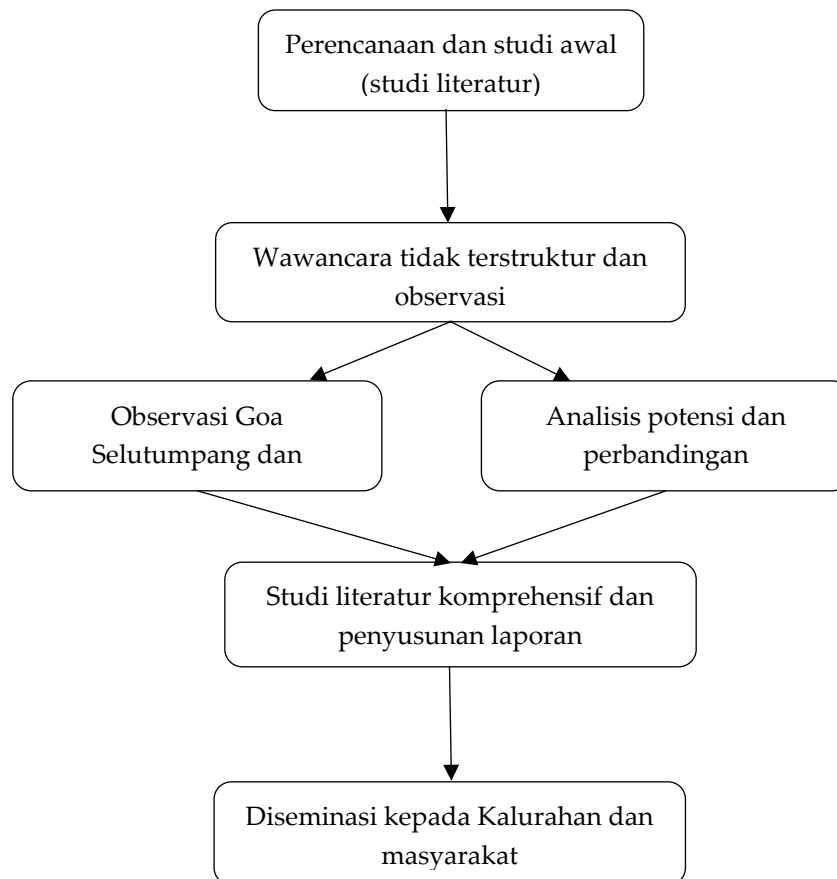 Perencanaan dan studi awal
(studi literatur)
Wawancara tidak terstruktur dan
observasi
Observasi Goa
Selutumpang dan
Analisis potensi dan
perbandingan
Studi literatur komprehensif dan
penyusunan laporan
Diseminasi kepada Kalurahan dan
masyarakat